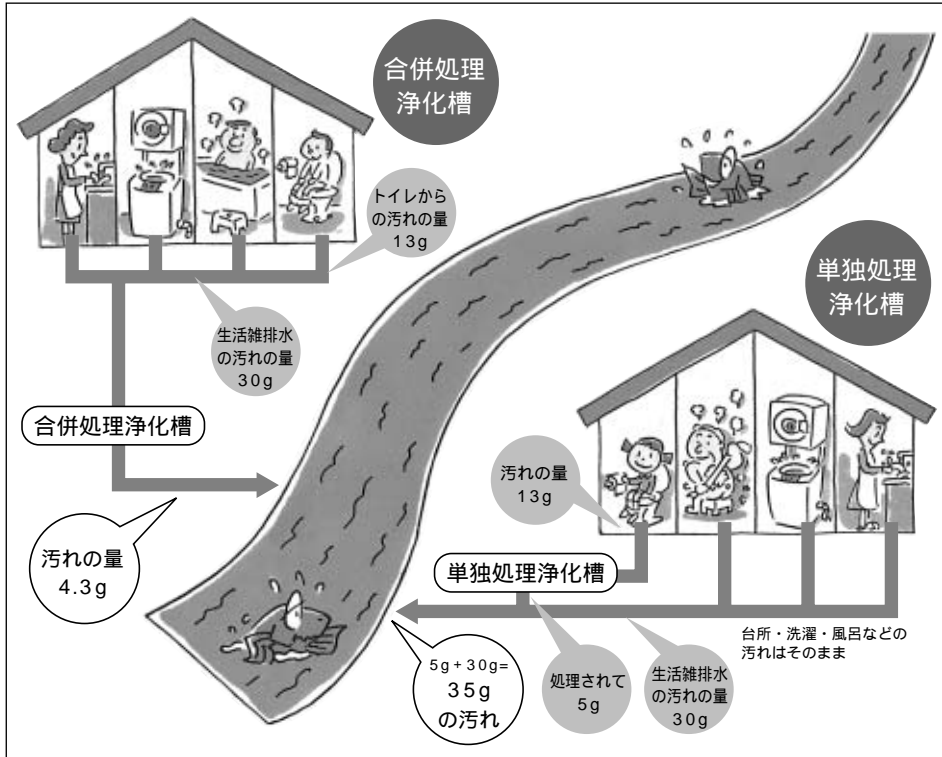 合併処理
浄化槽
トイレから
の汚れの量
13g
生活雑排水
の汚れの量
30g
合併処理浄化槽
汚れの量
4.3g
単独処理
浄化槽
汚れの量
13g
単独処理浄化槽
台所・洗濯・風呂などの
汚れはそのまま
5g+30g=
35g
の汚れ
処理されて
5g
生活雑排水
の汚れの量
30g